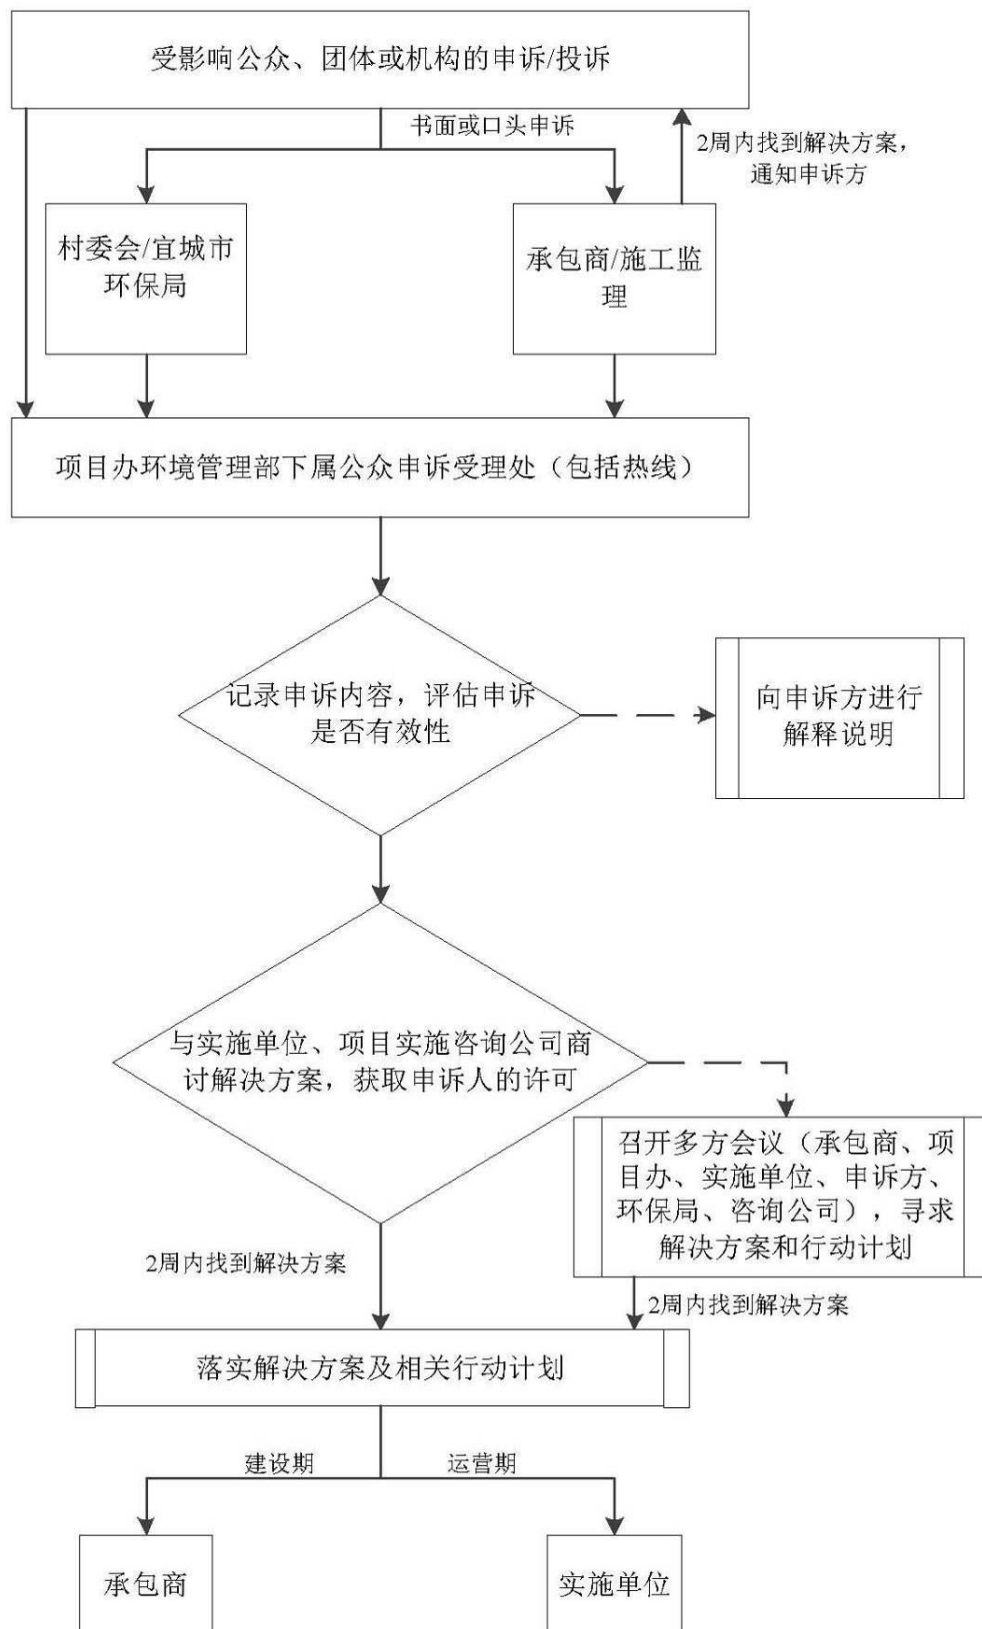 受影响公众、团体或机构的申诉/投诉
书面或口头申诉
2周内找到解决方案，
通知申诉方
村委会/宜城市
环保局
承包商/施工监
理
项目办环境管理部下属公众申诉受理处（包括热线）
记录申诉内容，评估申诉
是否有效性
向申诉方进行
解释说明
与实施单位、项目实施咨询公司商
讨解决方案，获取申诉人的许可
召开多方会议（承包商、项
目办、实施单位、申诉方、
环保局、咨询公司），寻求
解决方案和行动计划
2周内找到解决方案
2周内找到解决方案
落实解决方案及相关行动计划
建设期
运营期
承包商
实施单位